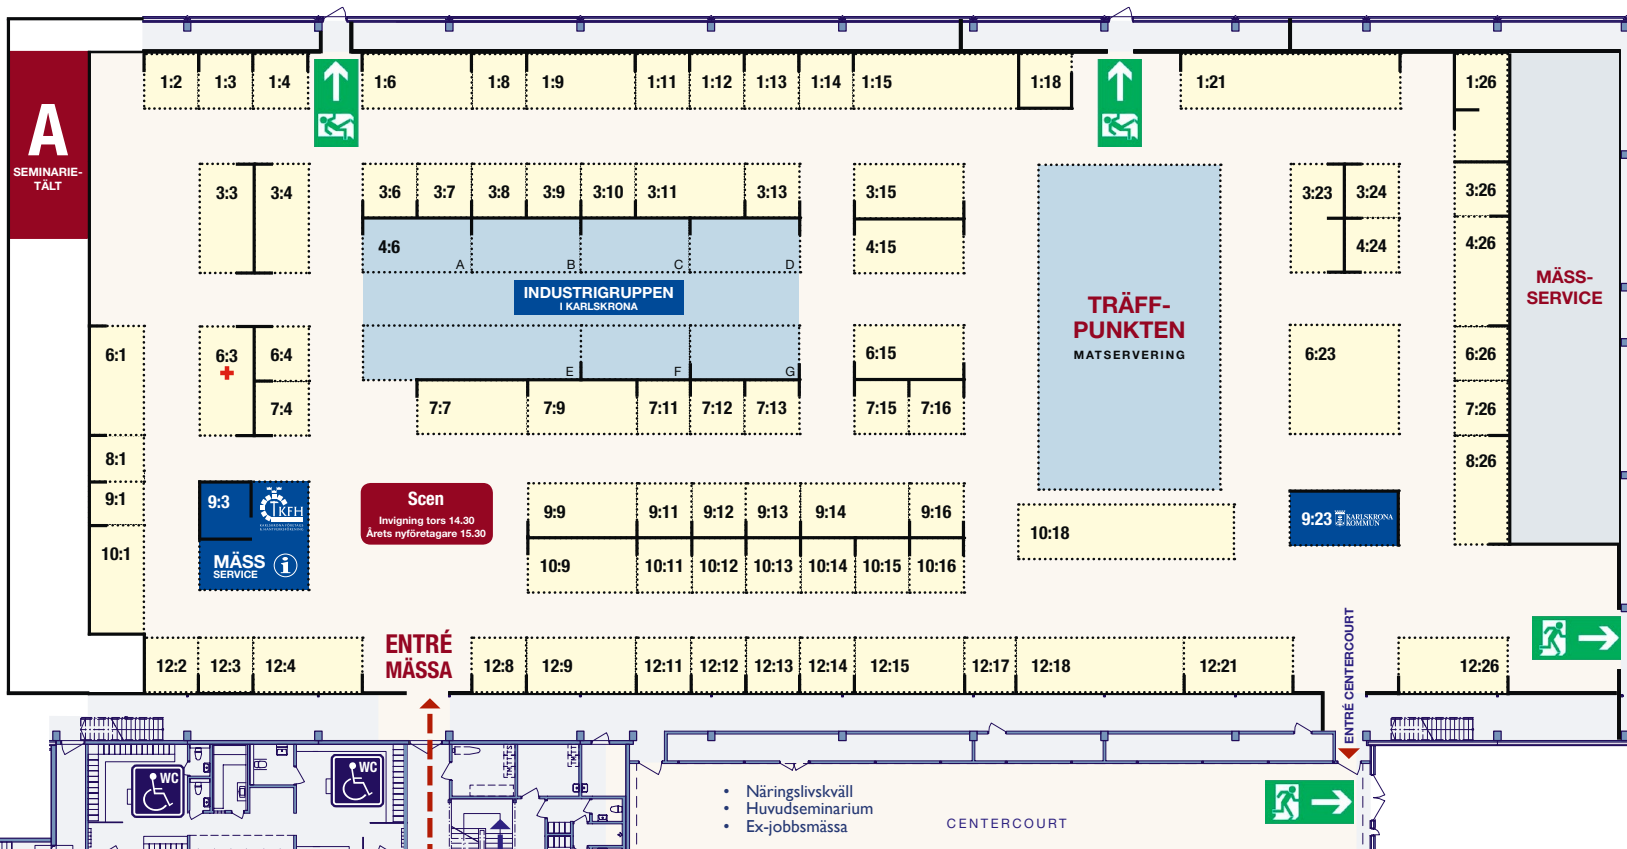 1:2 1:3 1:4 1:6 1:8 1:9 1:11 1:12 1:13 1:14 1:15 1:18 1:21 1:26
A
SEMINARIE-
TÄLT
3:3 3:4 3:6 3:7 3:8 3:9 3:10 3:11 3:13 3:15 3:23 3:24 3:26
4:6 4:15 4:24 4:26
A B C D
INDUSTRIGRUPPEN
I KARLSKRONA
MÄSS-
SERVICE
TRÄFF-
PUNKTEN
MATSERVERING
6:1 6:3 6:4 6:15 6:23 6:26
E F G
7:4 7:7 7:9 7:11 7:12 7:13 7:15 7:16 7:26
8:1 8:26
9:1 9:3 TKFH
Scen
Invigning tors 14.30
Årets nyföretagare 15.30
9:9 9:11 9:12 9:13 9:14 9:16
9:23 KARLSKRONA
KOMMUN
10:1 10:9 10:11 10:12 10:13 10:14 10:15 10:16 10:18
MÄSS
SERVICE
i
ENTRÉ
MÄSSA
12:2 12:3 12:4 12:8 12:9 12:11 12:12 12:13 12:14 12:15 12:17 12:18 12:21 12:26
ENTRÉ CENTERCOURT
WC
WC
• Näringslivskväll
• Huvudseminarium
• Ex-jobbsmässa
CENTERCOURT